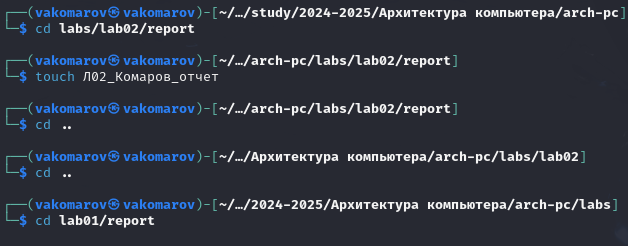 ┌──(vakomarov㉿vakomarov)-[~/…/study/2024-2025/Архитектура компьютера/arch-pc]
└─$ cd labs/lab02/report
┌──(vakomarov㉿vakomarov)-[~/…/arch-pc/labs/lab02/report]
└─$ touch Л02_Комаров_отчет
┌──(vakomarov㉿vakomarov)-[~/…/arch-pc/labs/lab02/report]
└─$ cd ..
┌──(vakomarov㉿vakomarov)-[~/…/Архитектура компьютера/arch-pc/labs/lab02]
└─$ cd ..
┌──(vakomarov㉿vakomarov)-[~/…/2024-2025/Архитектура компьютера/arch-pc/labs]
└─$ cd lab01/report